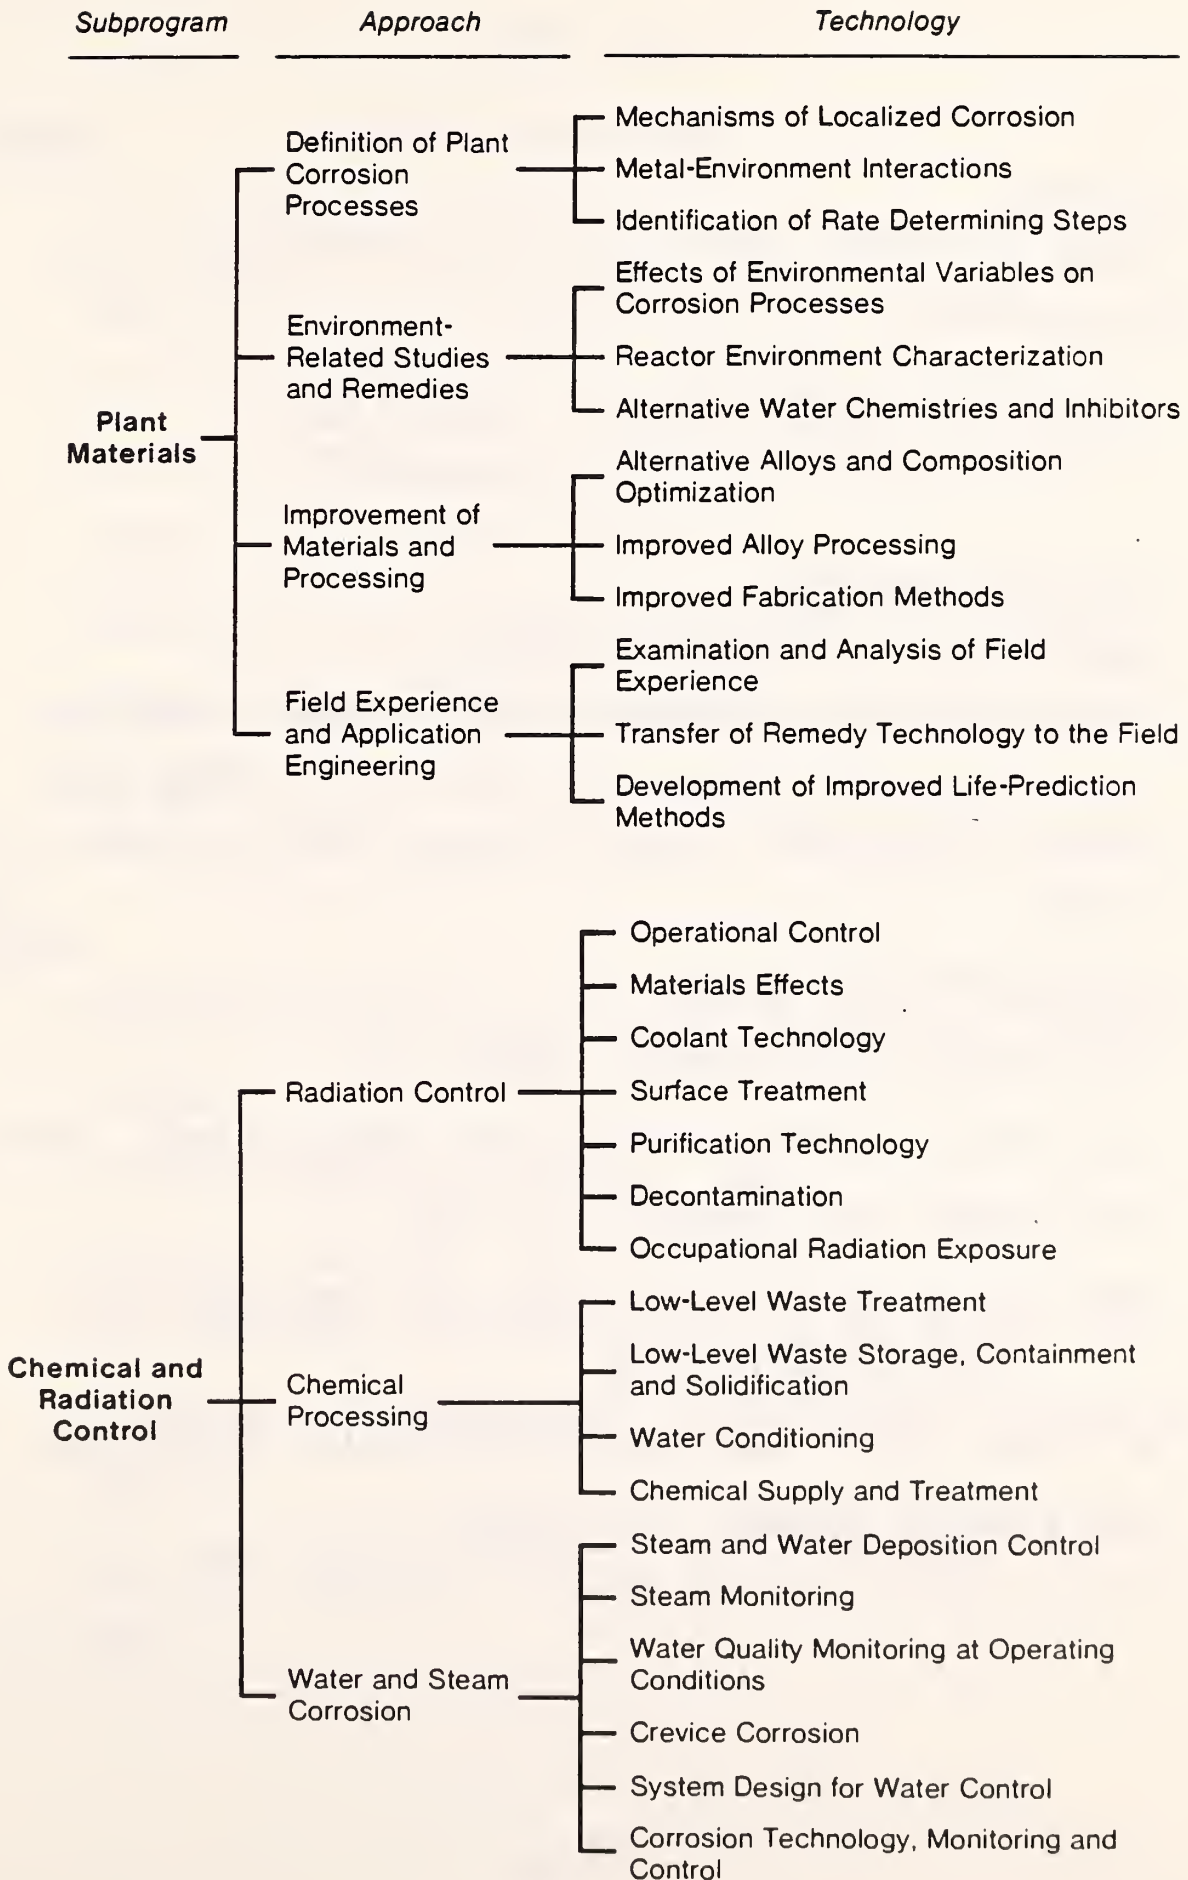 Subprogram Approach Technology
Mechanisms of Localized Corrosion
Definition of Plant
Corrosion
Processes
Metal-Environment Interactions
Identification of Rate Determining Steps
Effects of Environmental Variables on
Corrosion Processes
Environment-
Related Studies
and Remedies
Reactor Environment Characterization
Alternative Water Chemistries and Inhibitors
Plant
Materials
Alternative Alloys and Composition
Optimization
Improvement of
Materials and
Processing
Improved Alloy Processing
Improved Fabrication Methods
Examination and Analysis of Field
Experience
Field Experience
and Application
Engineering
Transfer of Remedy Technology to the Field
Development of Improved Life-Prediction
Methods
Operational Control
Materials Effects
Coolant Technology
Radiation Control
Surface Treatment
Purification Technology
Decontamination
Occupational Radiation Exposure
Low-Level Waste Treatment
Low-Level Waste Storage, Containment
and Solidification
Chemical and
Radiation
Control
Chemical
Processing
Water Conditioning
Chemical Supply and Treatment
Steam and Water Deposition Control
Steam Monitoring
Water Quality Monitoring at Operating
Conditions
Water and Steam
Corrosion
Crevice Corrosion
System Design for Water Control
Corrosion Technology, Monitoring and
Control